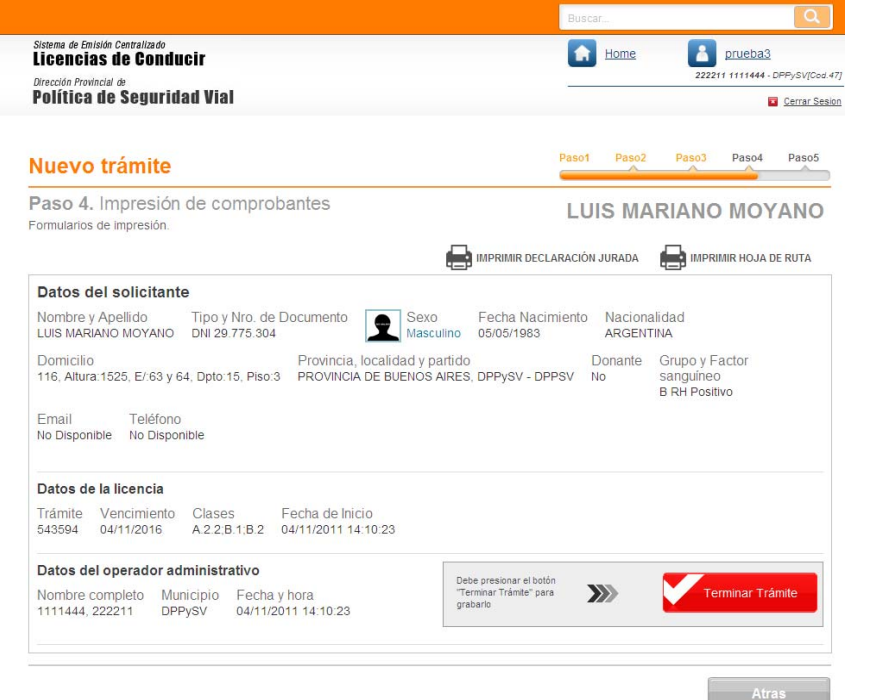 Buscar...
Sistema de Emisión Centralizado
Licencias de Conducir
Home
prueba3
222211 1111444 - DPPySV[Cod.47]
Dirección Provincial de
Política de Seguridad Vial
Cerrar Sesion
Nuevo trámite
Paso1 Paso2 Paso3 Paso4 Paso5
Paso 4. Impresión de comprobantes
LUIS MARIANO MOYANO
Formularios de impresión.
IMPRIMIR DECLARACIÓN JURADA
IMPRIMIR HOJA DE RUTA
Datos del solicitante
Nombre y Apellido Tipo y Nro. de Documento Sexo Fecha Nacimiento Nacionalidad
LUIS MARIANO MOYANO DNI 29.775.304 Masculino 05/05/1983 ARGENTINA
Domicilio Provincia, localidad y partido Donante Grupo y Factor sanguíneo
116, Altura:1525, E/:63 y 64, Dpto:15, Piso:3 PROVINCIA DE BUENOS AIRES, DPPySV - DPPSV No
B RH Positivo
Email Teléfono
No Disponible No Disponible
Datos de la licencia
Trámite Vencimiento Clases Fecha de Inicio
543594 04/11/2016 A.2.2;B.1;B.2 04/11/2011 14:10:23
Datos del operador administrativo
Nombre completo Municipio Fecha y hora
1111444, 222211 DPPySV 04/11/2011 14:10:23
Debe presionar el botón
"Terminar Trámite" para
grabarlo
Terminar Trámite
Atras